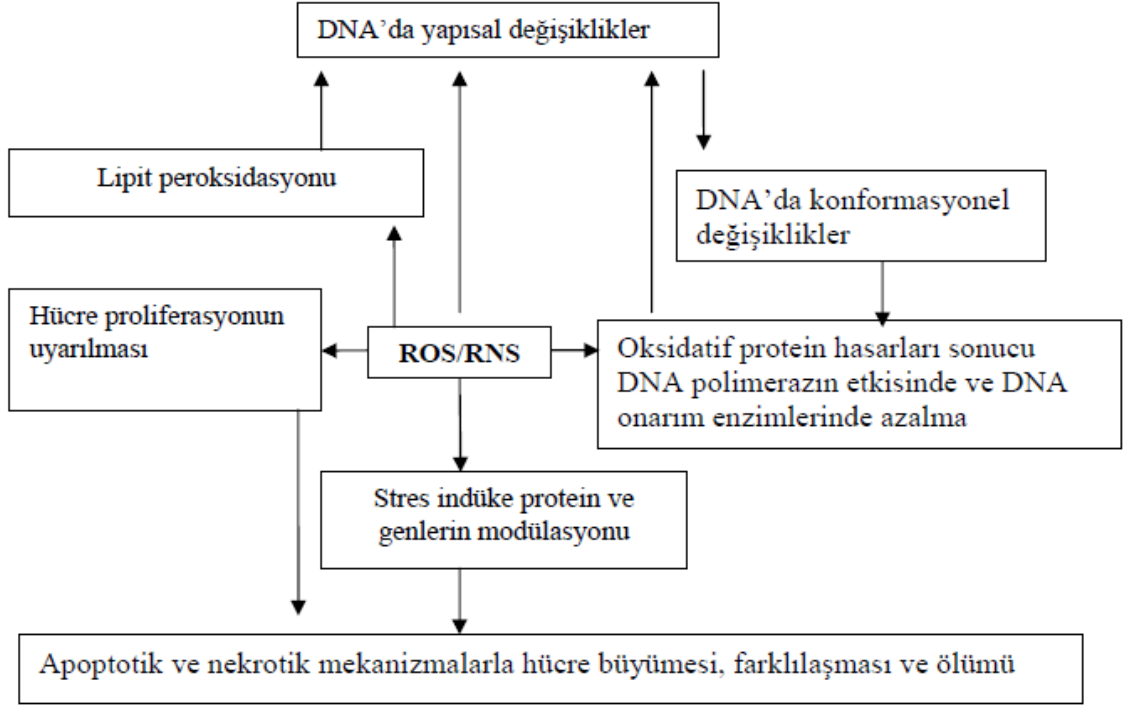 DNA'da yapısal değişiklikler
Lipit peroksidasyonu
DNA'da konformasyonel
değişiklikler
Hücre proliferasyonun
uyarılması
ROS/RNS
Oksidatif protein hasarları sonucu
DNA polimerazın etkisinde ve DNA
onarım enzimlerinde azalma
Stres indüke protein ve
genlerin modülasyonu
Apoptotik ve nekrotik mekanizmalarla hücre büyümesi, farklılaşması ve ölümü